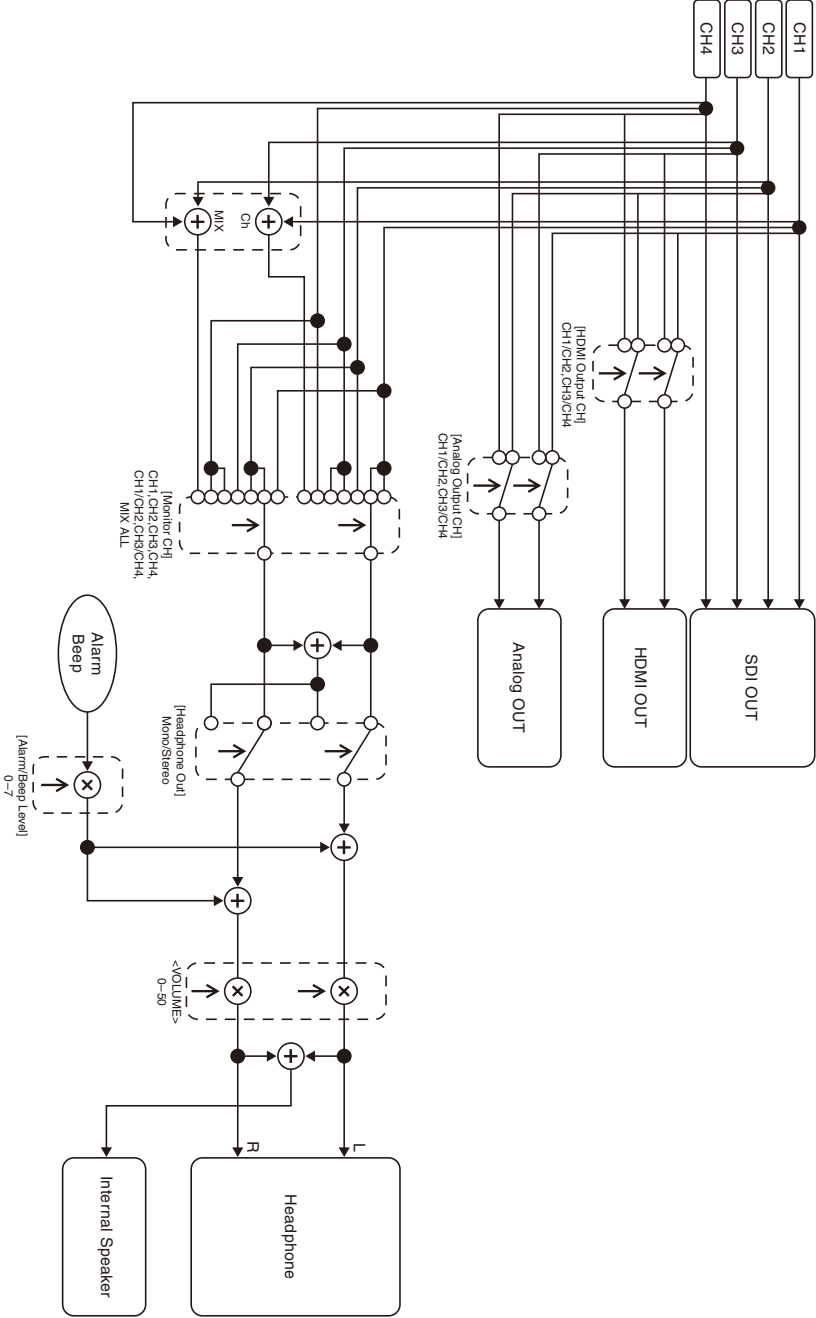 CH1
CH2
CH3
CH4
[HDMI Output CH]
CH1/CH2,CH3/CH4
[Analog Output CH]
CH1/CH2,CH3/CH4
SDI OUT
HDMI OUT
Analog OUT
Ch
MIX
[Monitor CH]
CH1,CH2,CH3,CH4,
CH1/CH2,CH3/CH4,
MIX ALL
[Headphone Out]
Mono/Stereo
Alarm
Beep
[Alarm/Beep Level]
0–7
<VOLUME>
0–50
L
R
Headphone
Internal Speaker